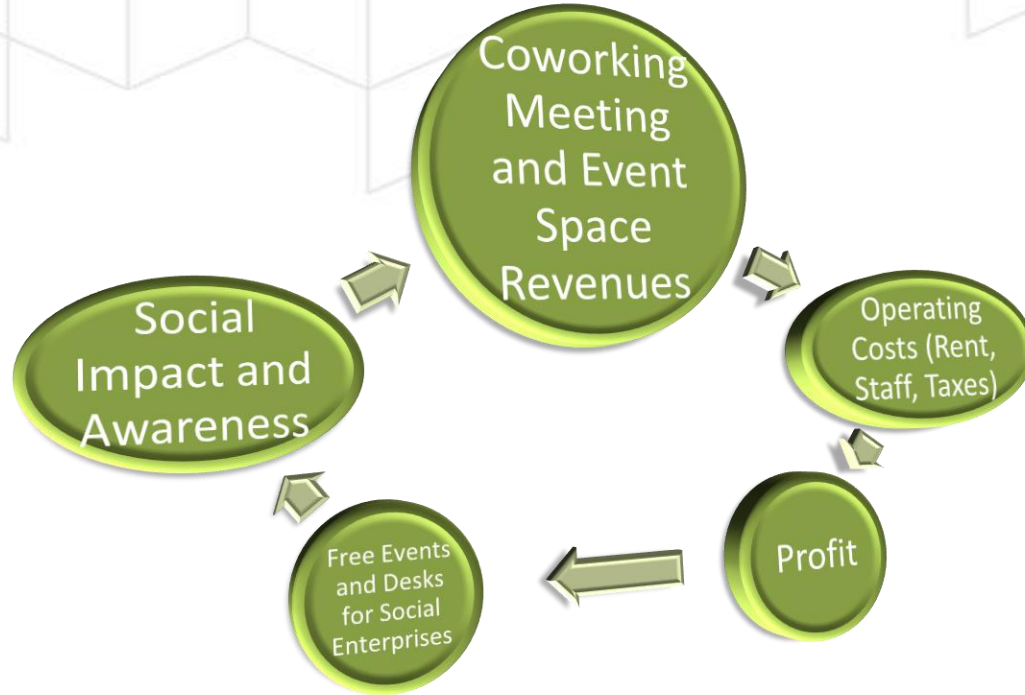 Coworking
Meeting
and Event
Space
Revenues
Operating
Costs (Rent,
Staff, Taxes)
Profit
Free Events
and Desks
for Social
Enterprises
Social
Impact and
Awareness